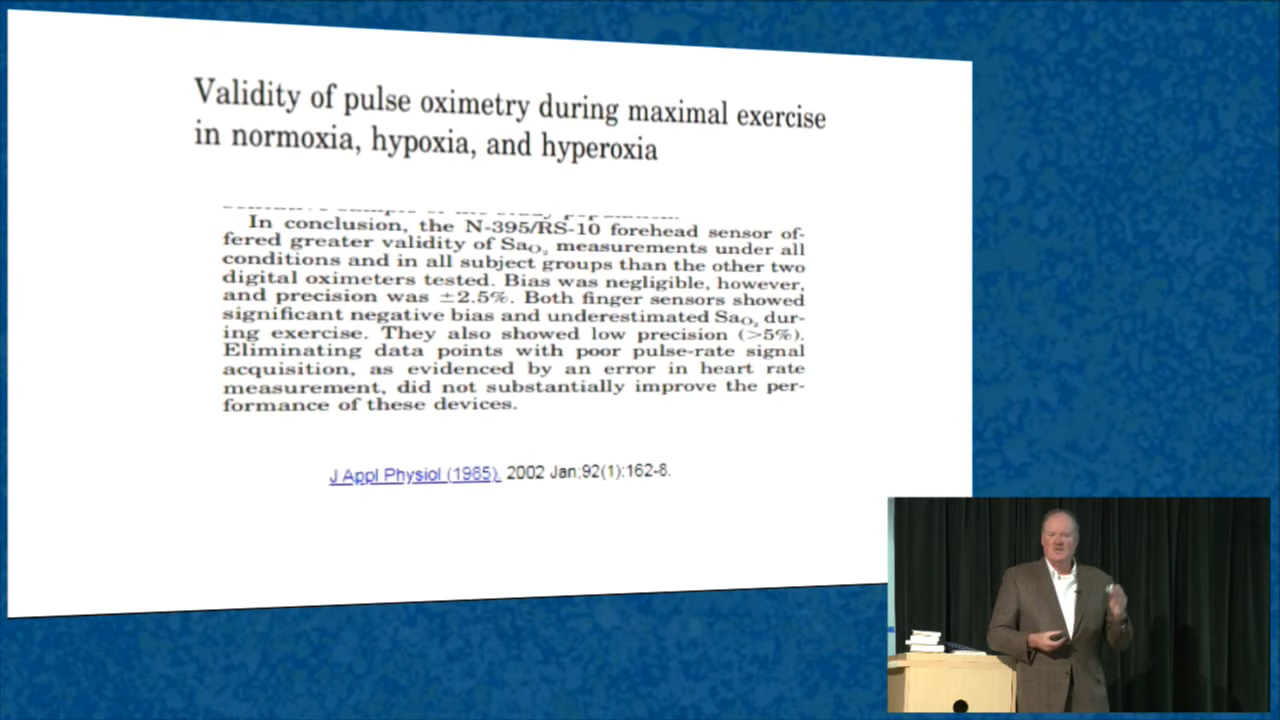 Validity of pulse oximetry during maximal exercise
in normoxia, hypoxia, and hyperoxia
In conclusion, the N-395/RS-10 forehead sensor of-
fered greater validity of SaO₂ measurements under all
conditions and in all subject groups than the other two
digital oximeters tested. Bias was negligible, however,
and precision was ±2.5%. Both finger sensors showed
significant negative bias and underestimated SaO₂ dur-
ing exercise. They also showed low precision (>5%).
Eliminating data points with poor pulse-rate signal
acquisition, as evidenced by an error in heart rate
measurement, did not substantially improve the per-
formance of these devices.
J Appl Physiol (1985). 2002 Jan;92(1):162-8.